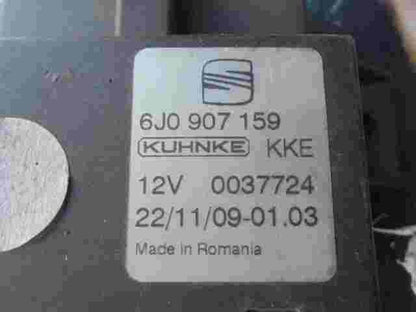 6J0 907 159
KUHNKE KKE
12V 0037724
22/11/09-01.03
Made in Romania